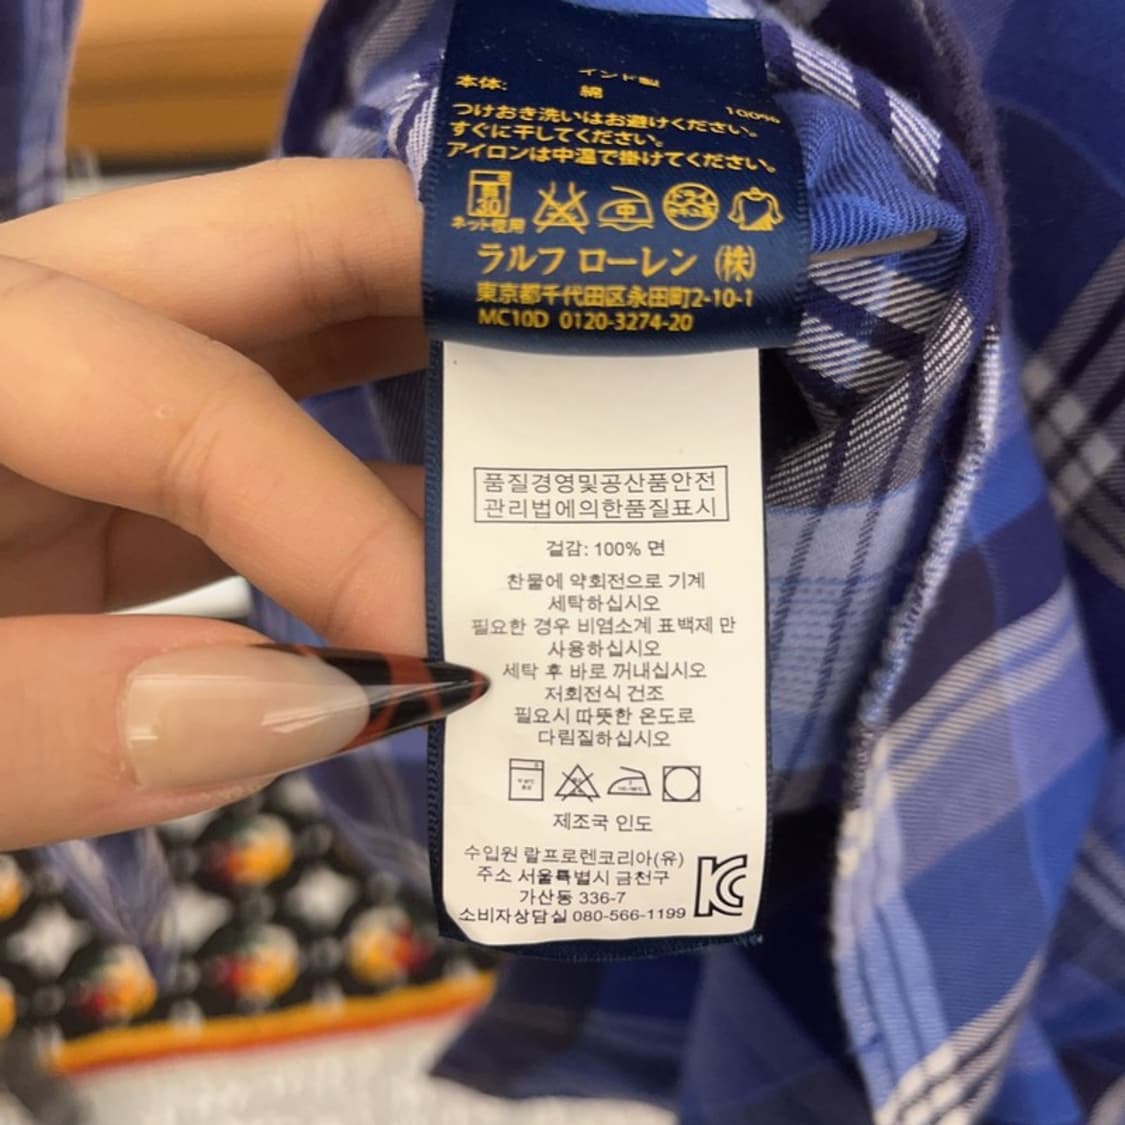 インド製
本体: 綿 100%
つけおき洗いはお避けください。
すぐに干してください。
アイロンは中温で掛けてください。
弱 30 中 ドライ
ネット使用
ラルフ ローレン (株)
東京都千代田区永田町2-10-1
MC10D 0120-3274-20
품질경영및공산품안전
관리법에의한품질표시
겉감: 100% 면
찬물에 약회전으로 기계
세탁하십시오
필요한 경우 비염소계 표백제 만
사용하십시오
세탁 후 바로 꺼내십시오
저회전식 건조
필요시 따뜻한 온도로
다림질하십시오
제조국 인도
수입원 랄프로렌코리아(유)
주소 서울특별시 금천구
가산동 336-7
소비자상담실 080-566-1199
KC